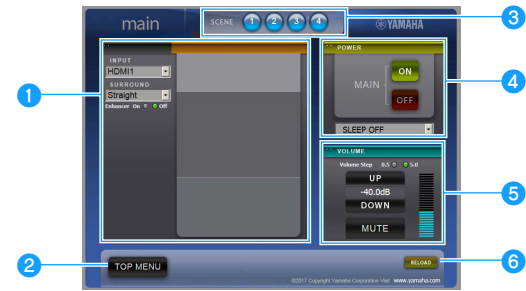 main
SCENE 1 2 3 4
YAMAHA
3
INPUT
HDMI1
SURROUND
Straight
Enhancer On Off
1
POWER
MAIN
ON
OFF
SLEEP OFF
4
VOLUME
Volume Step 0.5 5.0
UP
-40.0dB
DOWN
MUTE
5
2
TOP MENU
RELOAD
6
©2017 Copyright Yamaha Corporation Visit www.yamaha.com